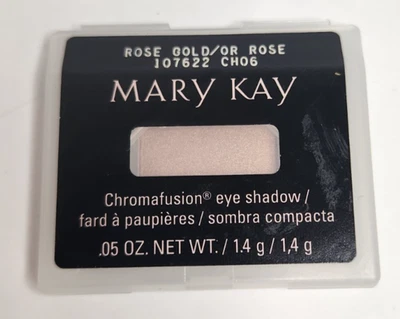 ROSE GOLD/OR ROSE
107622 CH06
MARY KAY
Chromafusion® eye shadow /
fard à paupières / sombra compacta
.05 OZ. NET WT. / 1.4 g / 1,4 g